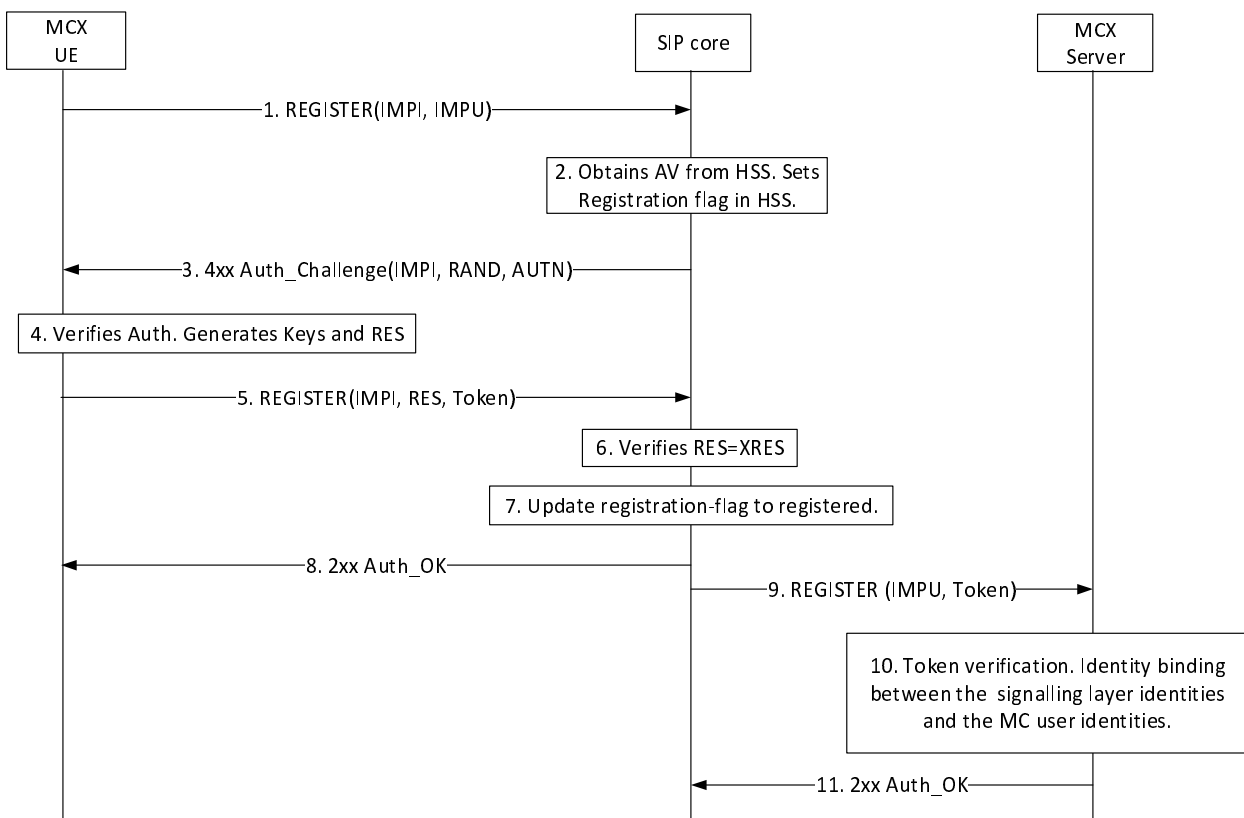 MCX
UE
SIP core
MCX
Server
1. REGISTER(IMPI, IMPU)
2. Obtains AV from HSS. Sets
Registration flag in HSS.
3. 4xx Auth_Challenge(IMPI, RAND, AUTN)
4. Verifies Auth. Generates Keys and RES
5. REGISTER(IMPI, RES, Token)
6. Verifies RES=XRES
7. Update registration-flag to registered.
8. 2xx Auth_OK
9. REGISTER (IMPU, Token)
10. Token verification. Identity binding
between the signalling layer identities
and the MC user identities.
11. 2xx Auth_OK